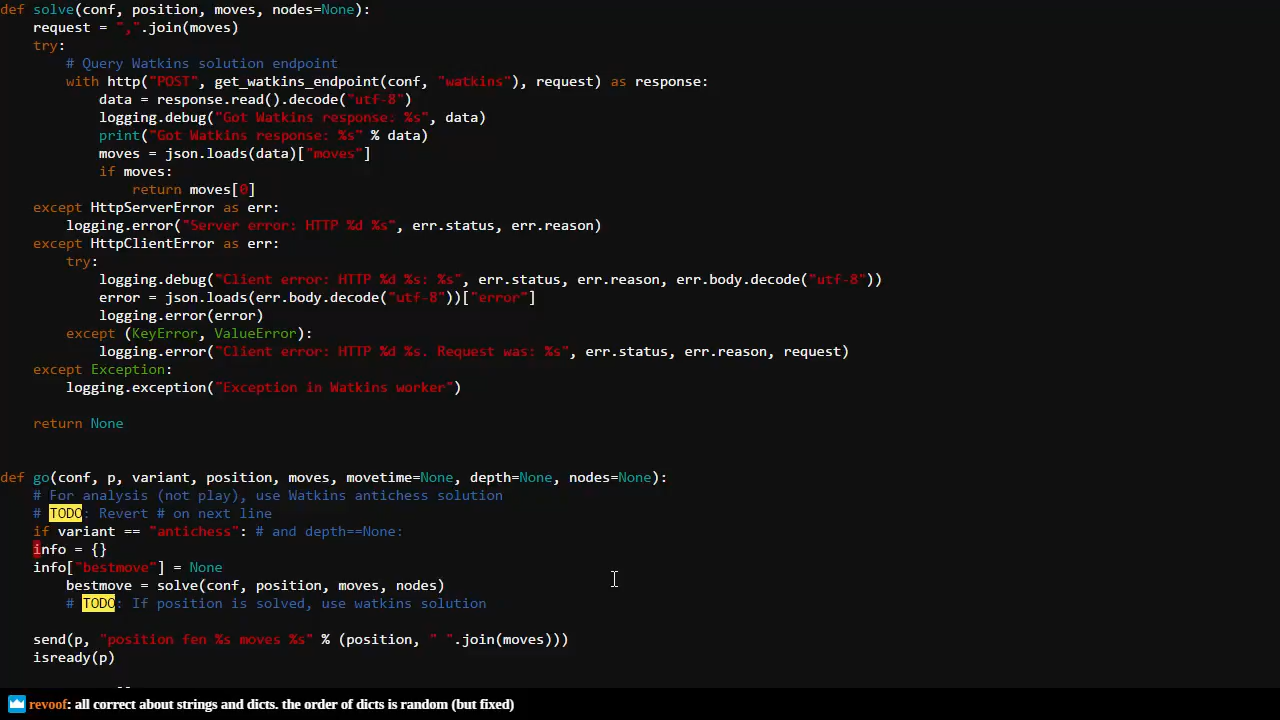 def solve(conf, position, moves, nodes=None):
    request = ",".join(moves)
    try:
        # Query Watkins solution endpoint
        with http("POST", get_watkins_endpoint(conf, "watkins"), request) as response:
            data = response.read().decode("utf-8")
            logging.debug("Got Watkins response: %s", data)
            print("Got Watkins response: %s" % data)
            moves = json.loads(data)["moves"]
            if moves:
                return moves[0]
    except HttpServerError as err:
        logging.error("Server error: HTTP %d %s", err.status, err.reason)
    except HttpClientError as err:
        try:
            logging.debug("Client error: HTTP %d %s: %s", err.status, err.reason, err.body.decode("utf-8"))
            error = json.loads(err.body.decode("utf-8"))["error"]
            logging.error(error)
        except (KeyError, ValueError):
            logging.error("Client error: HTTP %d %s. Request was: %s", err.status, err.reason, request)
    except Exception:
        logging.exception("Exception in Watkins worker")

    return None


def go(conf, p, variant, position, moves, movetime=None, depth=None, nodes=None):
    # For analysis (not play), use Watkins antichess solution
    # TODO: Revert # on next line
    if variant == "antichess": # and depth==None:
    info = {}
    info["bestmove"] = None
        bestmove = solve(conf, position, moves, nodes)
        # TODO: If position is solved, use watkins solution

    send(p, "position fen %s moves %s" % (position, " ".join(moves)))
    isready(p)

revoof: all correct about strings and dicts. the order of dicts is random (but fixed)